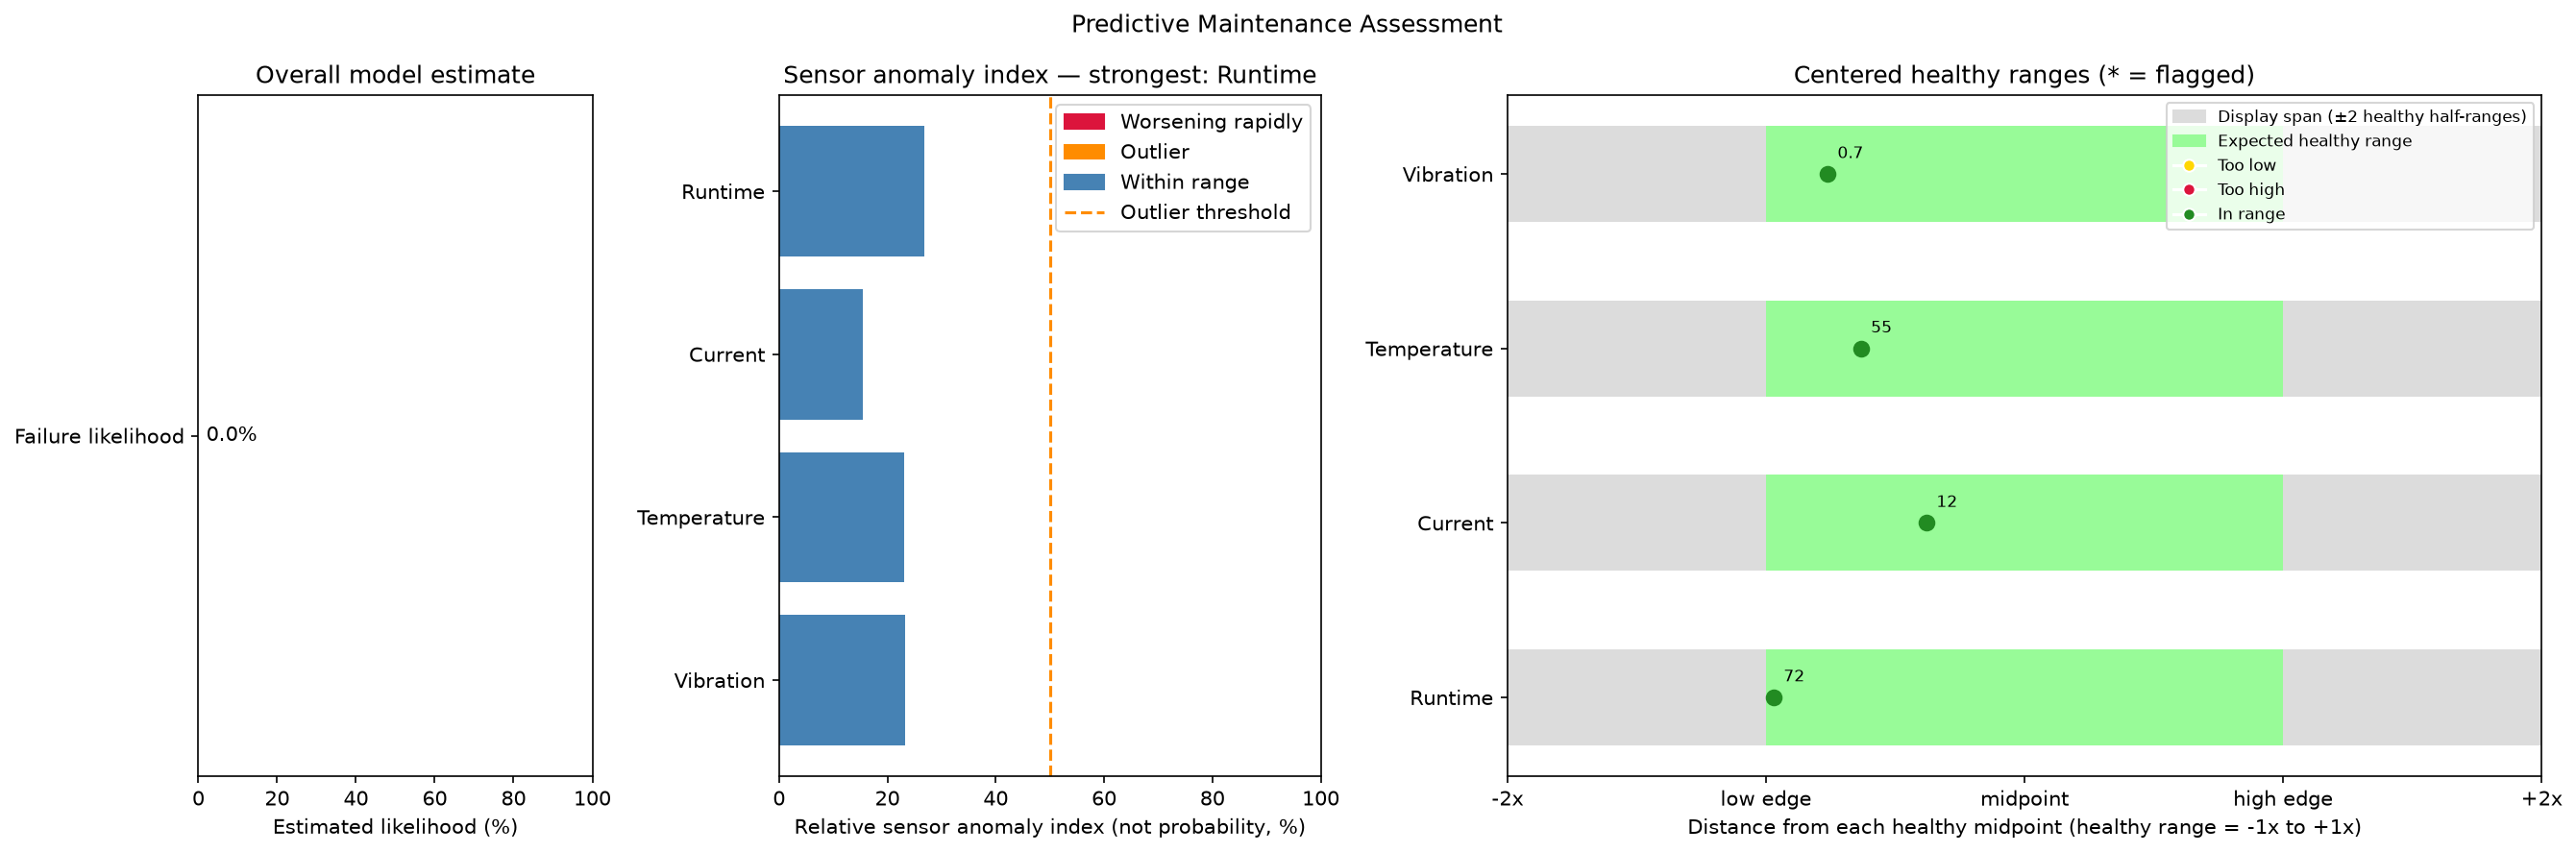 Predictive Maintenance Assessment
Overall model estimate
Failure likelihood
0.0%
0 20 40 60 80 100
Estimated likelihood (%)
Sensor anomaly index — strongest: Runtime
Worsening rapidly
Outlier
Within range
Outlier threshold
Runtime
Current
Temperature
Vibration
0 20 40 60 80 100
Relative sensor anomaly index (not probability, %)
Centered healthy ranges (* = flagged)
Display span (±2 healthy half-ranges)
Expected healthy range
Too low
Too high
In range
Vibration
0.7
Temperature
55
Current
12
Runtime
72
-2x low edge midpoint high edge +2x
Distance from each healthy midpoint (healthy range = -1x to +1x)